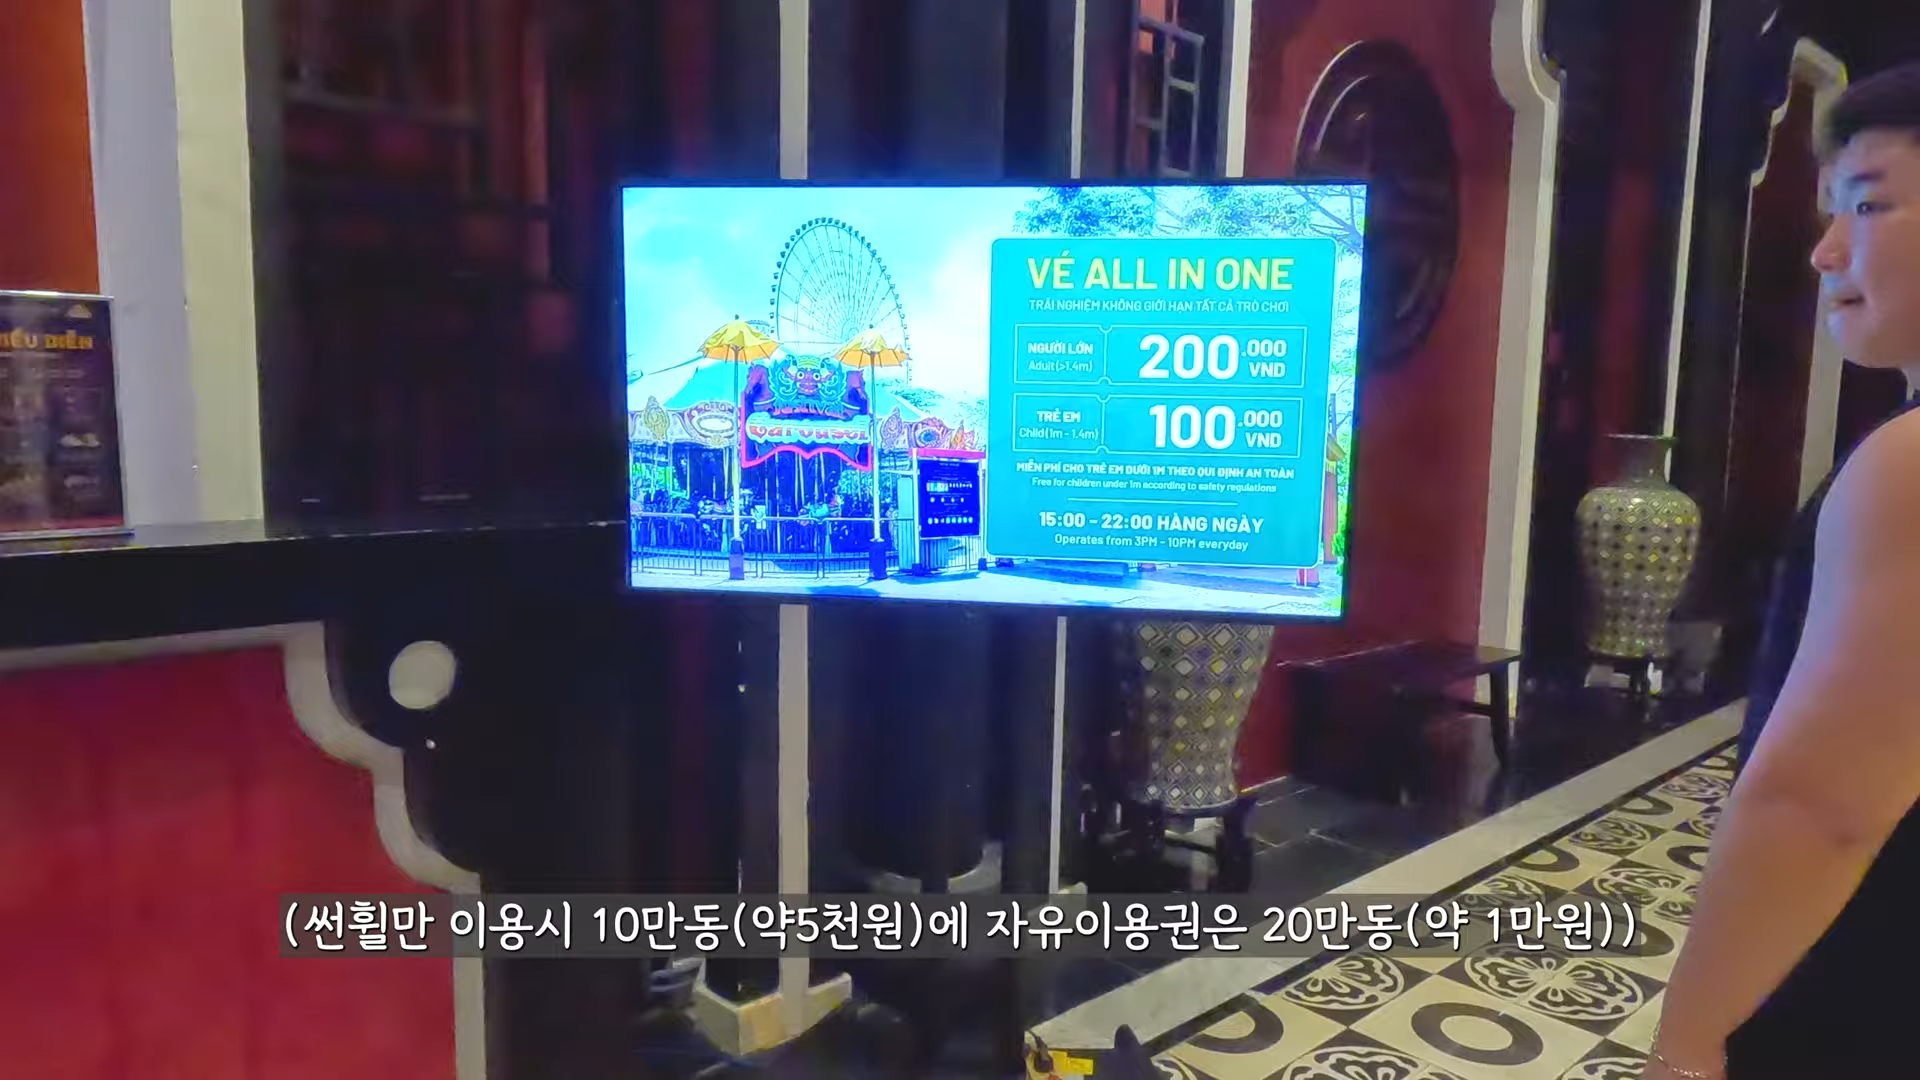 IỂU DIỄN
VÉ ALL IN ONE
TRẢI NGHIỆM KHÔNG GIỚI HẠN TẤT CẢ TRÒ CHƠI
NGƯỜI LỚN
Adult (>1.4m)
200.000 VND
TRẺ EM
Child (1m - 1.4m)
100.000 VND
MIỄN PHÍ CHO TRẺ EM DƯỚI 1M THEO QUI ĐỊNH AN TOÀN
Free for children under 1m according to safety regulations
15:00 - 22:00 HÀNG NGÀY
Operates from 3PM - 10PM everyday
Carousel
(썬휠만 이용시 10만동(약5천원)에 자유이용권은 20만동(약 1만원))